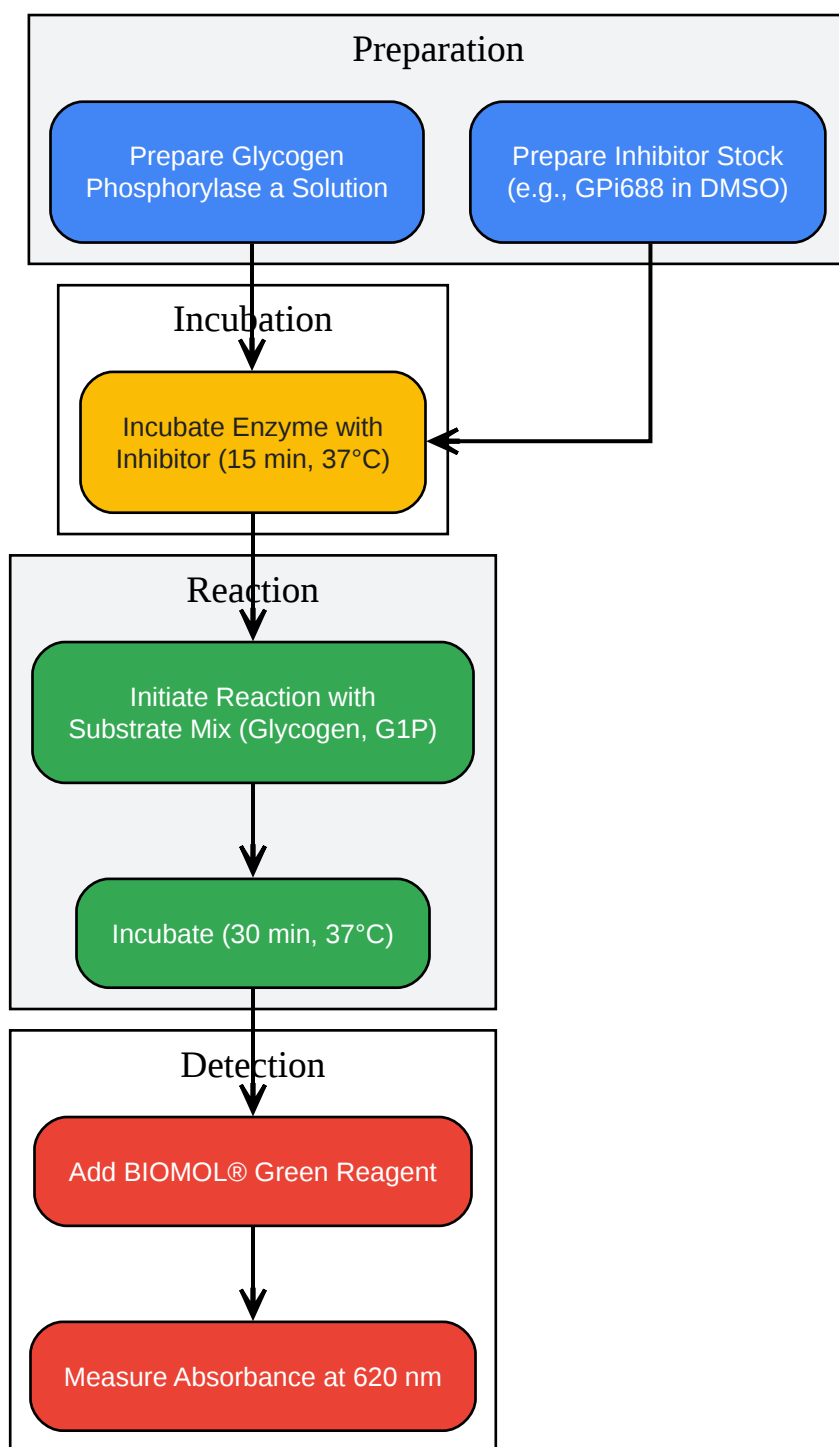 Preparation
Prepare Glycogen
Phosphorylase a Solution
Prepare Inhibitor Stock
(e.g., GPi688 in DMSO)
Incubation
Incubate Enzyme with
Inhibitor (15 min, 37°C)
Reaction
Initiate Reaction with
Substrate Mix (Glycogen, G1P)
Incubate (30 min, 37°C)
Detection
Add BIOMOL® Green Reagent
Measure Absorbance at 620 nm